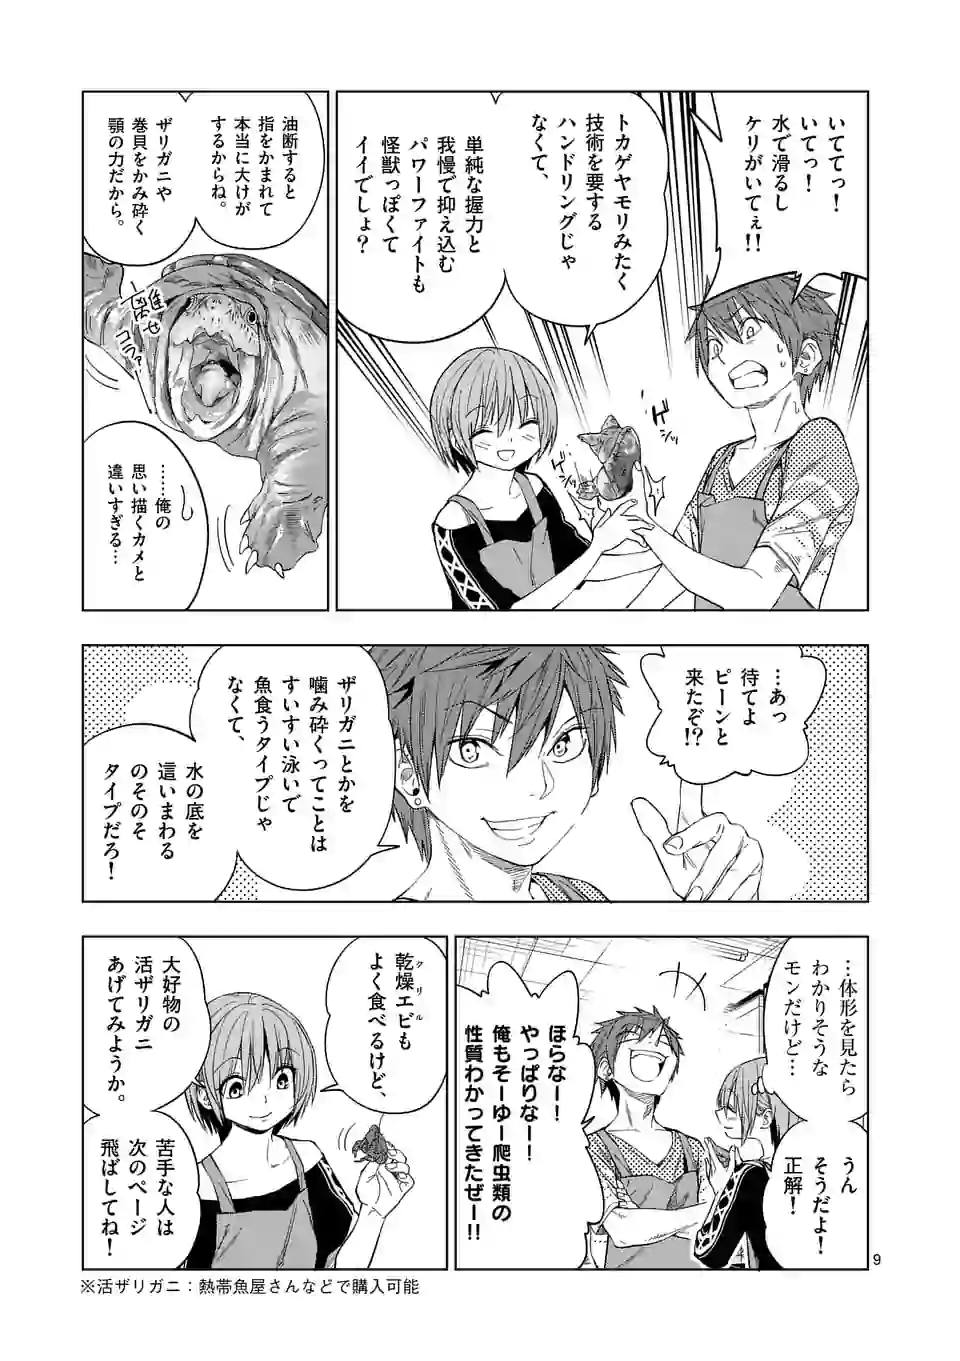 いててっ！
いてっ！
水で滑るし
ケリがいてぇ!!
トカゲヤモリみたく
技術を要する
ハンドリングじゃ
なくて、
単純な握力と
我慢で抑え込む
パワーファイトも
怪獣っぽくて
イイでしょ？
ゲシ
ゲシ
油断すると
指をかまれて
本当に大けが
するからね。
ザリガニや
巻貝をかみ砕く
顎の力だから。
離せ
コラァ
……俺の
思い描くカメと
違いすぎる…
…あっ
待てよ
ピーンと
来たぞ!?
ザリガニとかを
噛み砕くってことは
すいすい泳いで
魚食うタイプじゃ
なくて、
水の底を
這いまわる
のそのそ
タイプだろ！
…体形を見たら
わかりそうな
モンだけど…
うん
そうだよ！
正解！
ほらなー！
やっぱりなー！
俺もそーゆー爬虫類の
性質わかってきたぜー!!
乾燥エビも
クリル
よく食べるけど、
大好物の
活ザリガニ
あげてみようか。
苦手な人は
次のページ
飛ばしてね！
※活ザリガニ：熱帯魚屋さんなどで購入可能
9